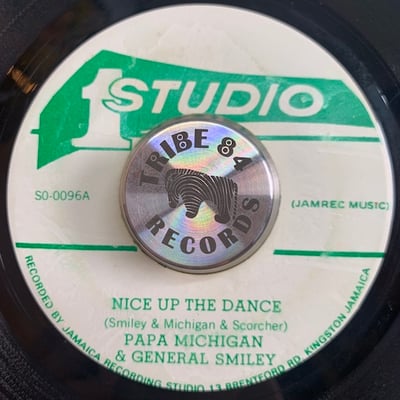 1 STUDIO
TRIBE 84
RECORDS
SO-0096A
(JAMREC MUSIC)
NICE UP THE DANCE
(Smiley & Michigan & Scorcher)
PAPA MICHIGAN
& GENERAL SMILEY
RECORDED BY JAMAICA RECORDING STUDIO 13 BRENTFORD RD. KINGSTON JAMAICA